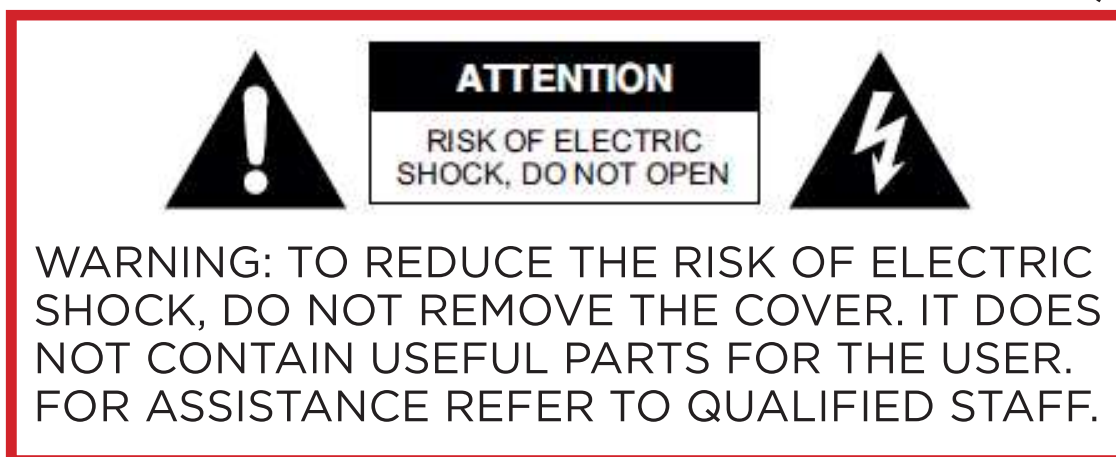 ATTENTION
RISK OF ELECTRIC
SHOCK, DO NOT OPEN
WARNING: TO REDUCE THE RISK OF ELECTRIC
SHOCK, DO NOT REMOVE THE COVER. IT DOES
NOT CONTAIN USEFUL PARTS FOR THE USER.
FOR ASSISTANCE REFER TO QUALIFIED STAFF.